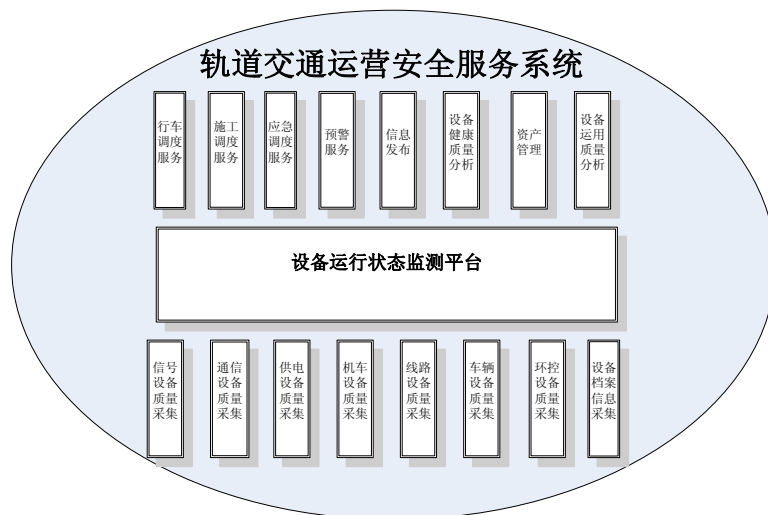 轨道交通运营安全服务系统
行车
调度
服务
施工
调度
服务
应急
调度
服务
预警
服务
信息
发布
设备
健康
质量
分析
资产
管理
设备
运用
质量
分析
设备运行状态监测平台
信号
设设备
质量
采集
通信
设备
质量
采集
供电
设备
质量
采集
机车
设备
质量
采集
线路
设备
质量
采集
车辆
设备
质量
采集
环控
设备
质量
采集
设备
档案
信息
采集